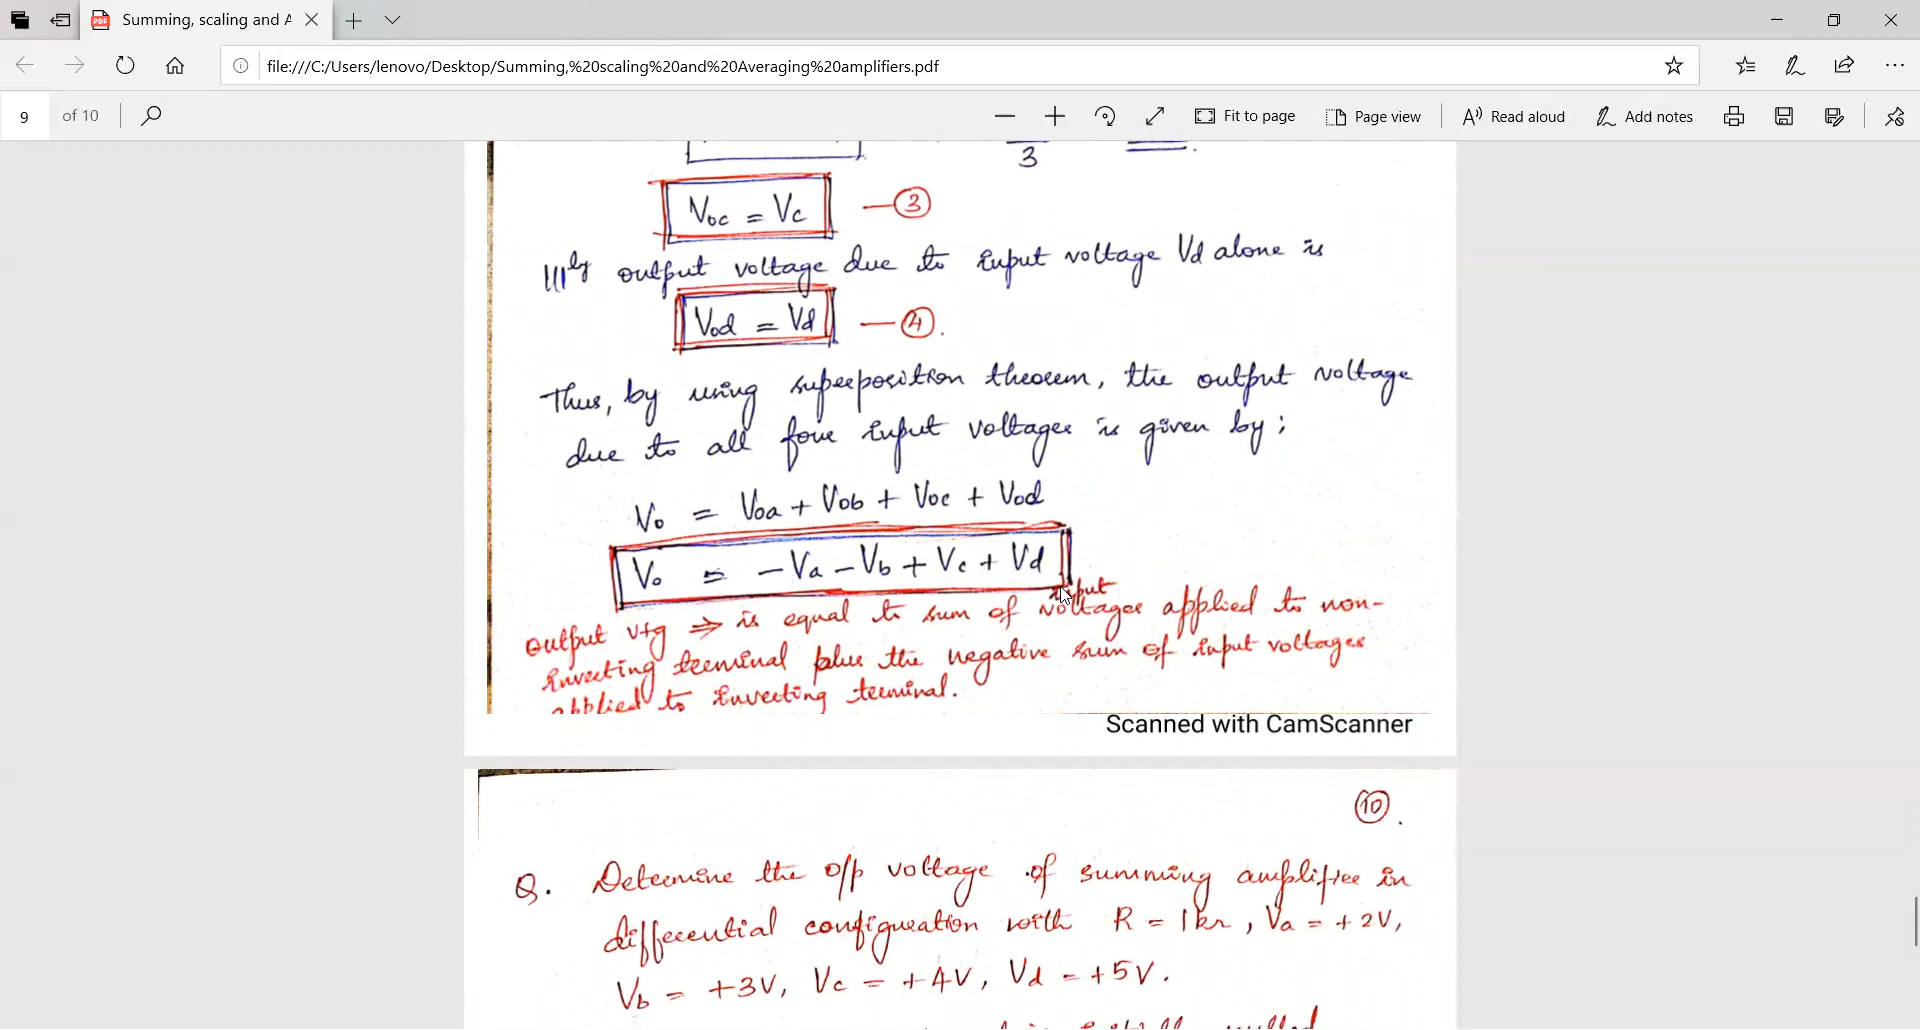 Summing, scaling and A
file:///C:/Users/lenovo/Desktop/Summing,%20scaling%20and%20Averaging%20amplifiers.pdf
9 of 10
Fit to page Page view Read aloud Add notes
3
Voc = Vc —③
|||ly output voltage due to input voltage Vd alone is
Vod = Vd —④.
Thus, by using superposition theorem, the output voltage
due to all four input voltages is given by;
Vo = Voa + Vob + Voc + Vod
Vo = -Va - Vb + Vc + Vd
input
output vtg ⇒ is equal to sum of voltages applied to non-
inverting terminal plus the negative sum of input voltages
applied to inverting terminal.
Scanned with CamScanner
10.
Q. Determine the o/p voltage of summing amplifier in
differential configuration with R = 1kΩ, Va = +2V,
Vb = +3V, Vc = +4V, Vd = +5V.